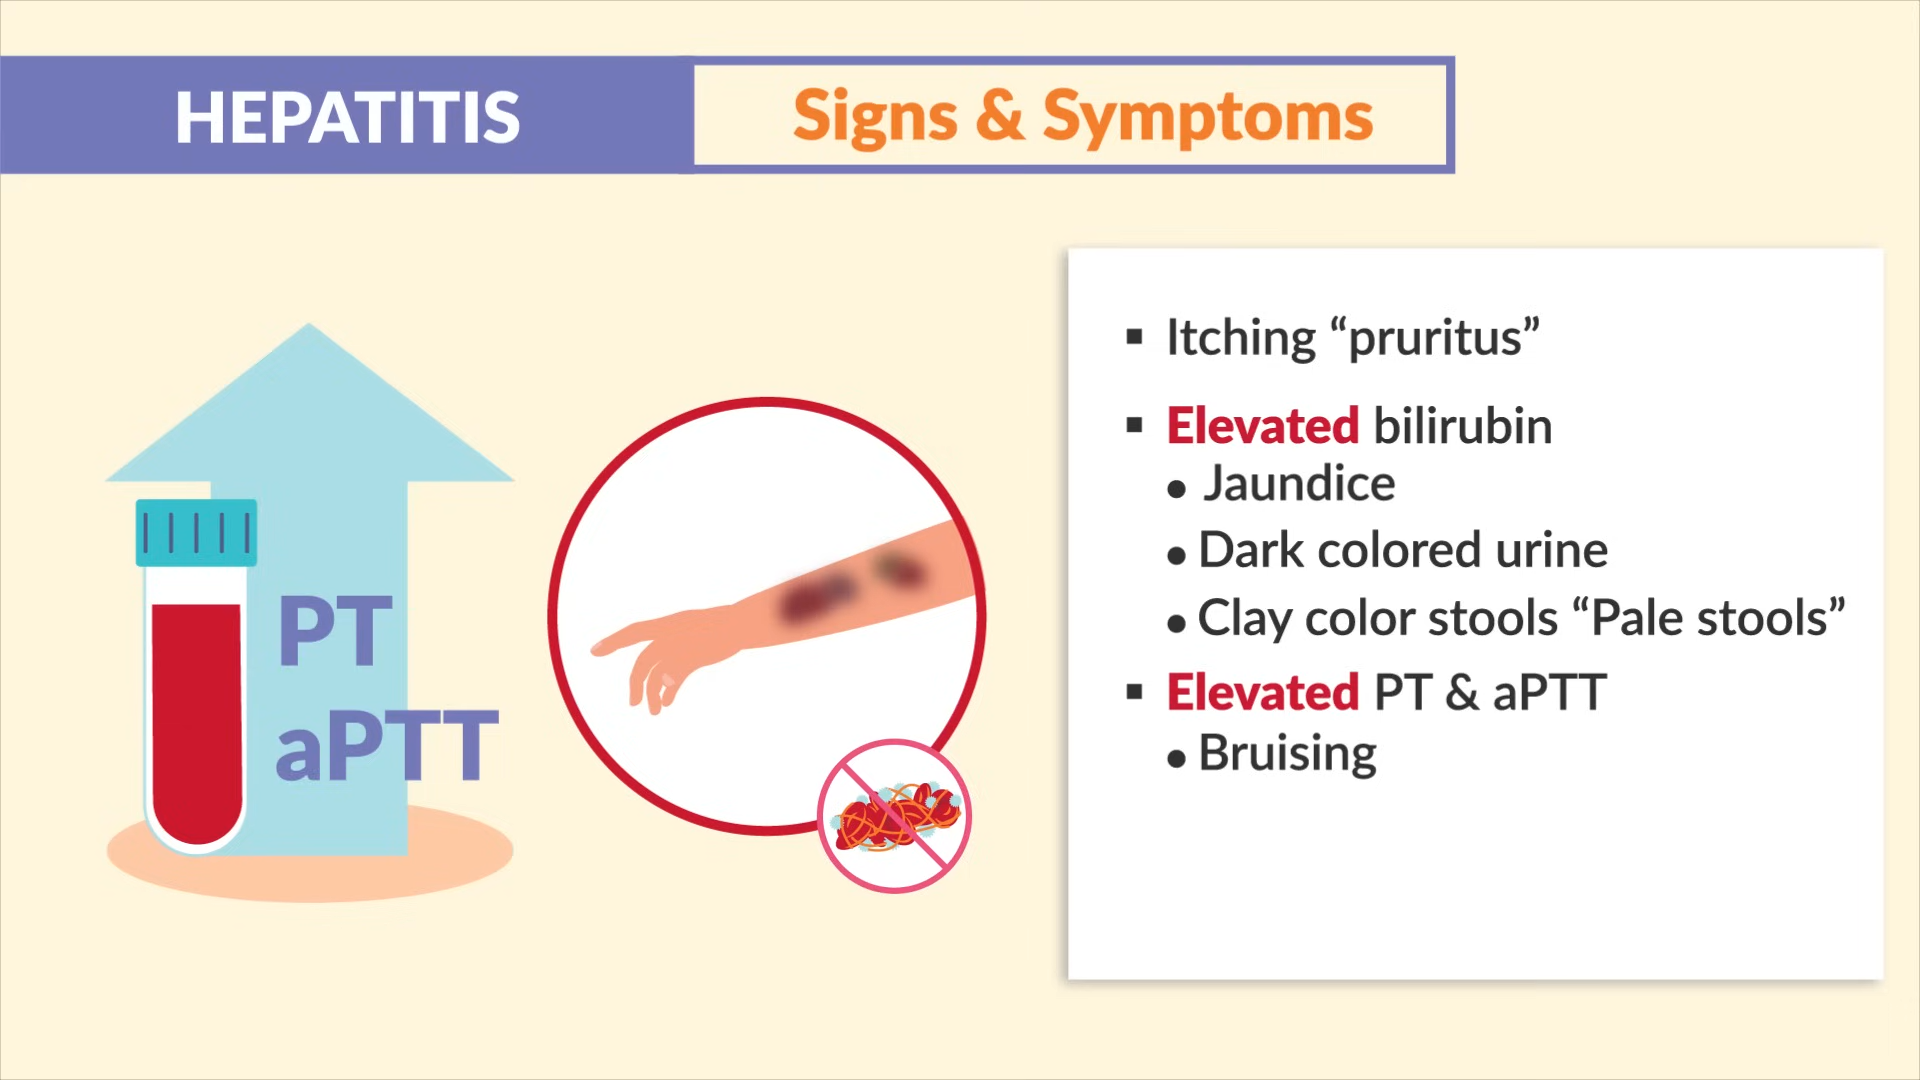 HEPATITIS
Signs & Symptoms
PT
aPTT
▪ Itching “pruritus”
▪ Elevated bilirubin
• Jaundice
• Dark colored urine
• Clay color stools “Pale stools”
▪ Elevated PT & aPTT
• Bruising